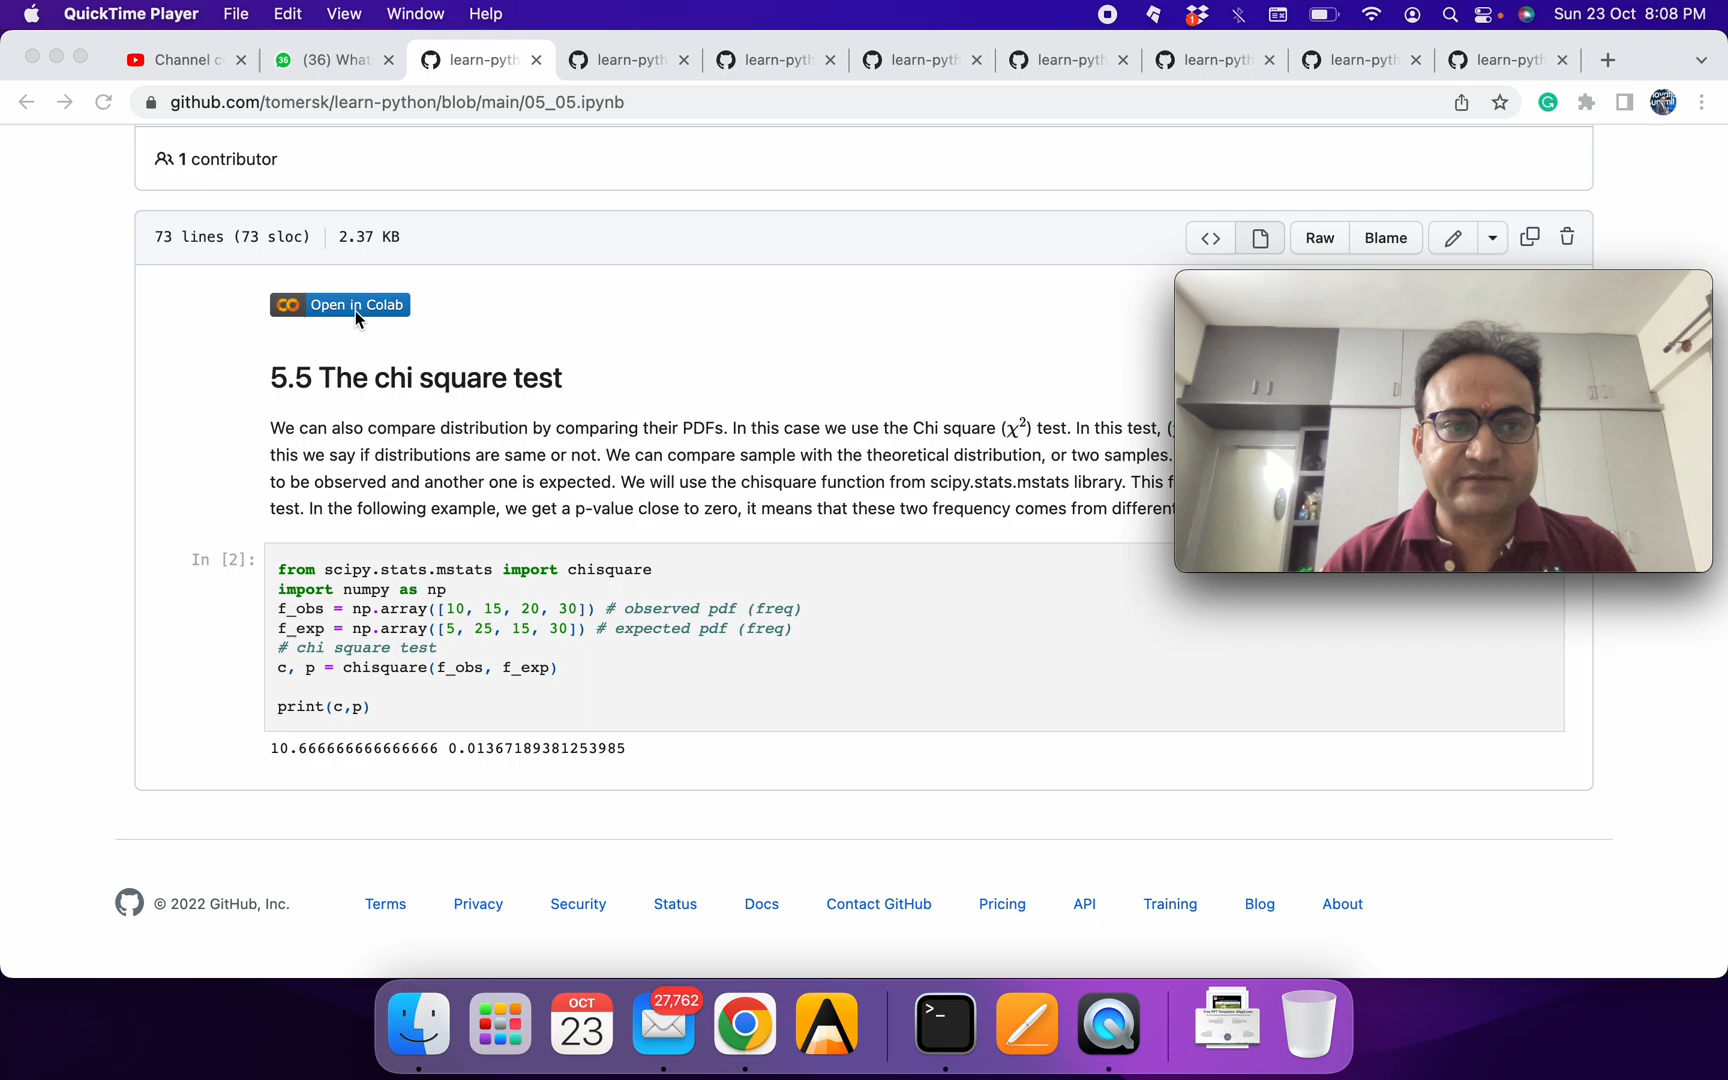 QuickTime Player File Edit View Window Help Sun 23 Oct 8:08 PM
Channel c (36) What learn-pyth learn-pyth learn-pyth learn-pyth learn-pyth learn-pyth learn-pyth learn-pyth
github.com/tomersk/learn-python/blob/main/05_05.ipynb
1 contributor
73 lines (73 sloc) 2.37 KB
Raw Blame
Open in Colab
5.5 The chi square test
We can also compare distribution by comparing their PDFs. In this case we use the Chi square (χ²) test. In this test, (
this we say if distributions are same or not. We can compare sample with the theoretical distribution, or two samples.
to be observed and another one is expected. We will use the chisquare function from scipy.stats.mstats library. This f
test. In the following example, we get a p-value close to zero, it means that these two frequency comes from different
In [2]:
from scipy.stats.mstats import chisquare
import numpy as np
f_obs = np.array([10, 15, 20, 30]) # observed pdf (freq)
f_exp = np.array([5, 25, 15, 30]) # expected pdf (freq)
# chi square test
c, p = chisquare(f_obs, f_exp)
print(c,p)
10.666666666666666 0.01367189381253985
© 2022 GitHub, Inc. Terms Privacy Security Status Docs Contact GitHub Pricing API Training Blog About
OCT
23
27,762